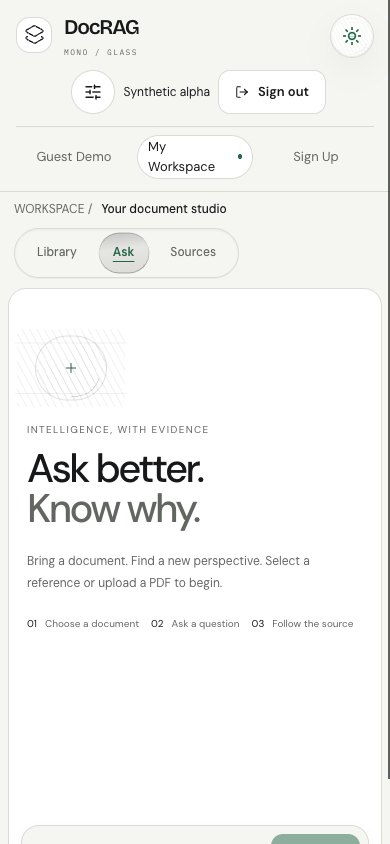 DocRAG
MONO / GLASS
Synthetic alpha
Sign out
Guest Demo
My
Workspace
Sign Up
WORKSPACE / Your document studio
Library
Ask
Sources
INTELLIGENCE, WITH EVIDENCE
Ask better.
Know why.
Bring a document. Find a new perspective. Select a
reference or upload a PDF to begin.
01 Choose a document 02 Ask a question 03 Follow the source